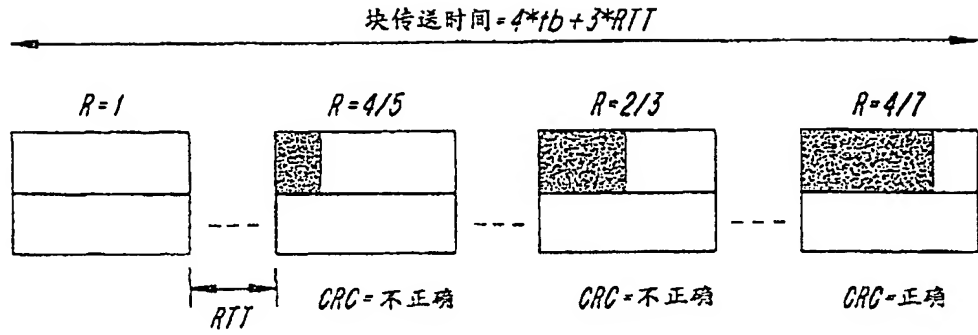 块传送时间=4*tb+3*RTT
R=1
R=4/5
R=2/3
R=4/7
RTT
CRC=不正确
CRC=不正确
CRC=正确